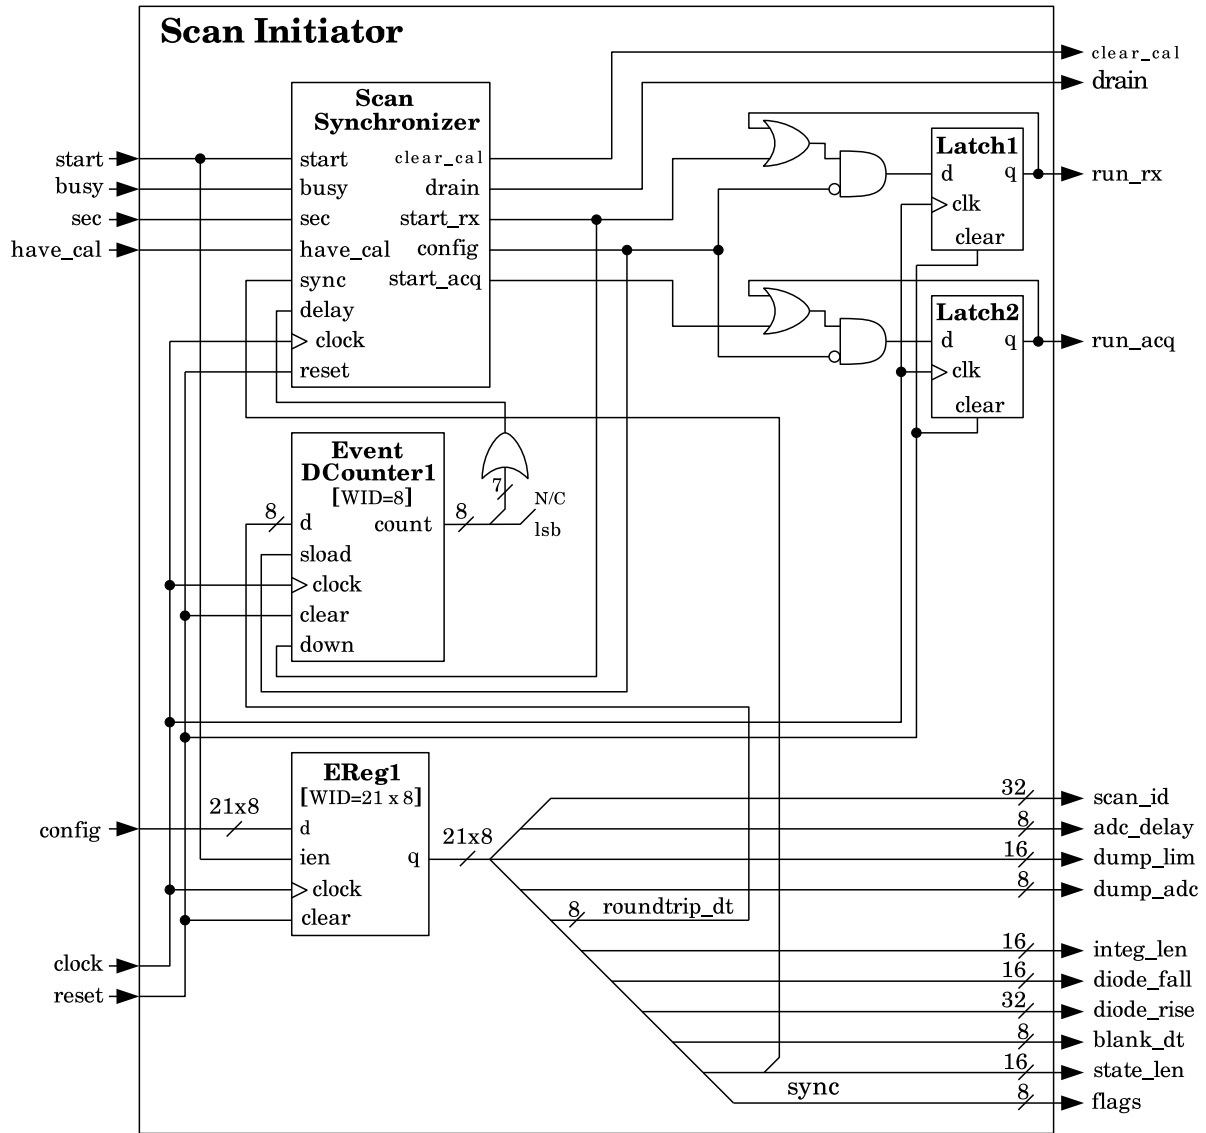 Scan Initiator
clear_cal
drain
Scan
Synchronizer
start
busy
sec
have_cal
start
busy
sec
have_cal
sync
delay
clock
reset
clear_cal
drain
start_rx
config
start_acq
Latch1
d q
clk
clear
run_rx
Latch2
d q
clk
clear
run_acq
Event
DCounter1
[WID=8]
8
d count
sload
clock
clear
down
8
7
N/C
lsb
EReg1
[WID=21 x 8]
config
21x8
d
ien q
clock
clear
21x8
clock
reset
32 scan_id
8 adc_delay
16 dump_lim
8 dump_adc
8 roundtrip_dt
16 integ_len
16 diode_fall
32 diode_rise
8 blank_dt
16 state_len
sync
8 flags